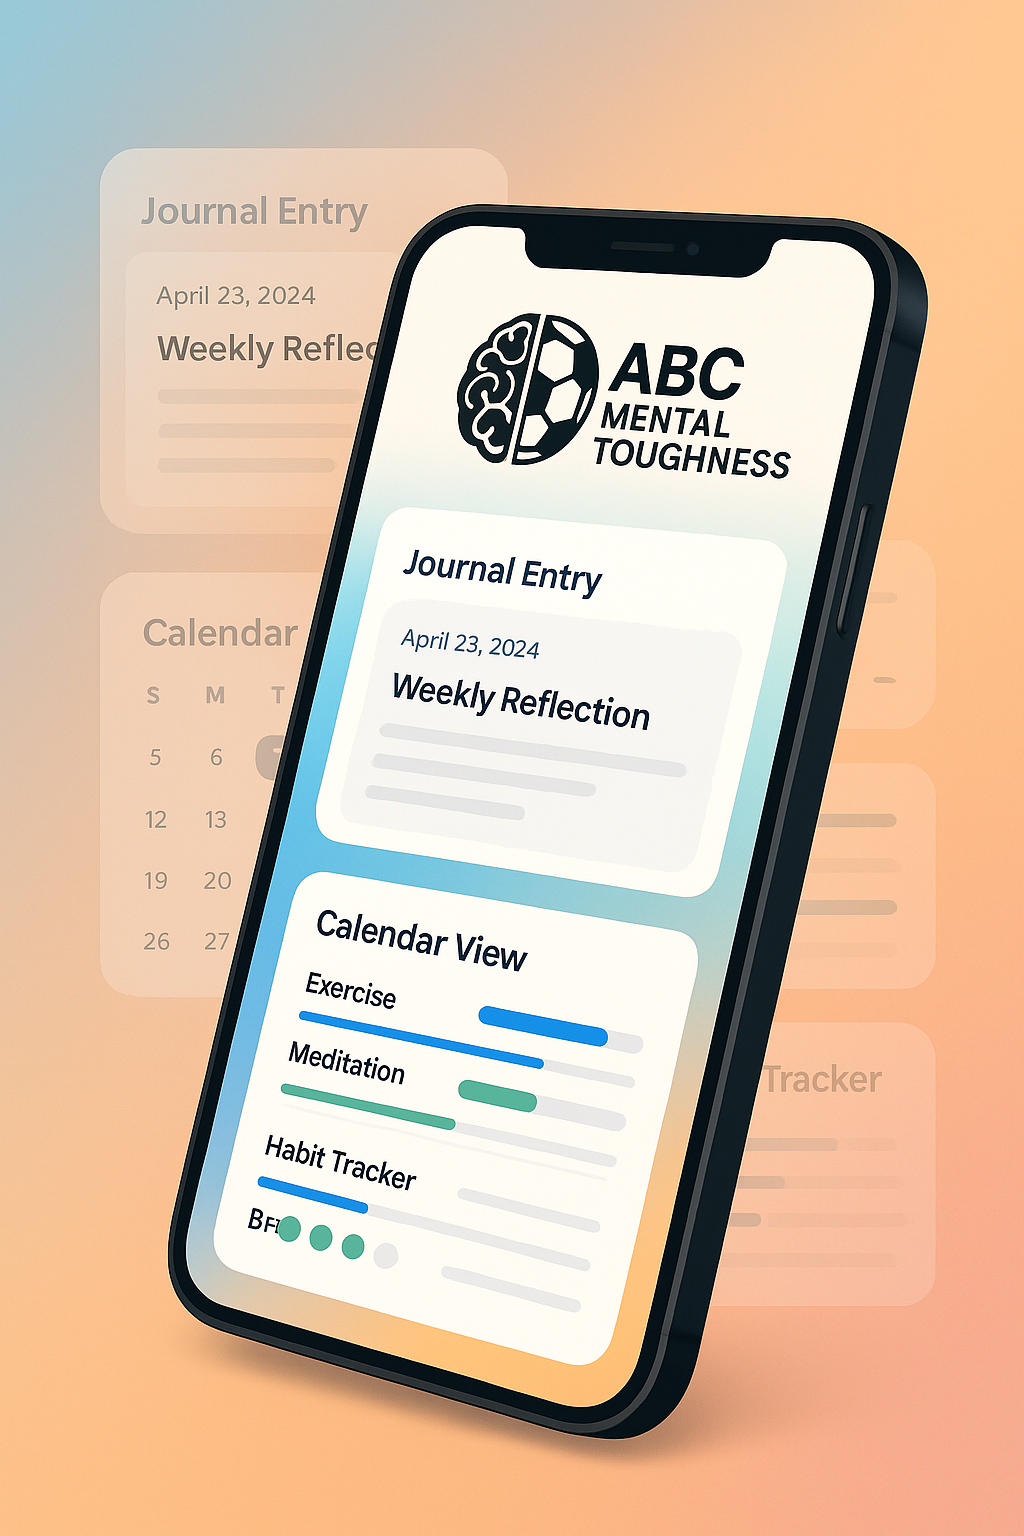 Journal Entry
April 23, 2024
Weekly Reflec
Calendar
S M T
5 6
12 13
19 20
26 27
Tracker
ABC
MENTAL
TOUGHNESS
Journal Entry
April 23, 2024
Weekly Reflection
Calendar View
Exercise
Meditation
Habit Tracker